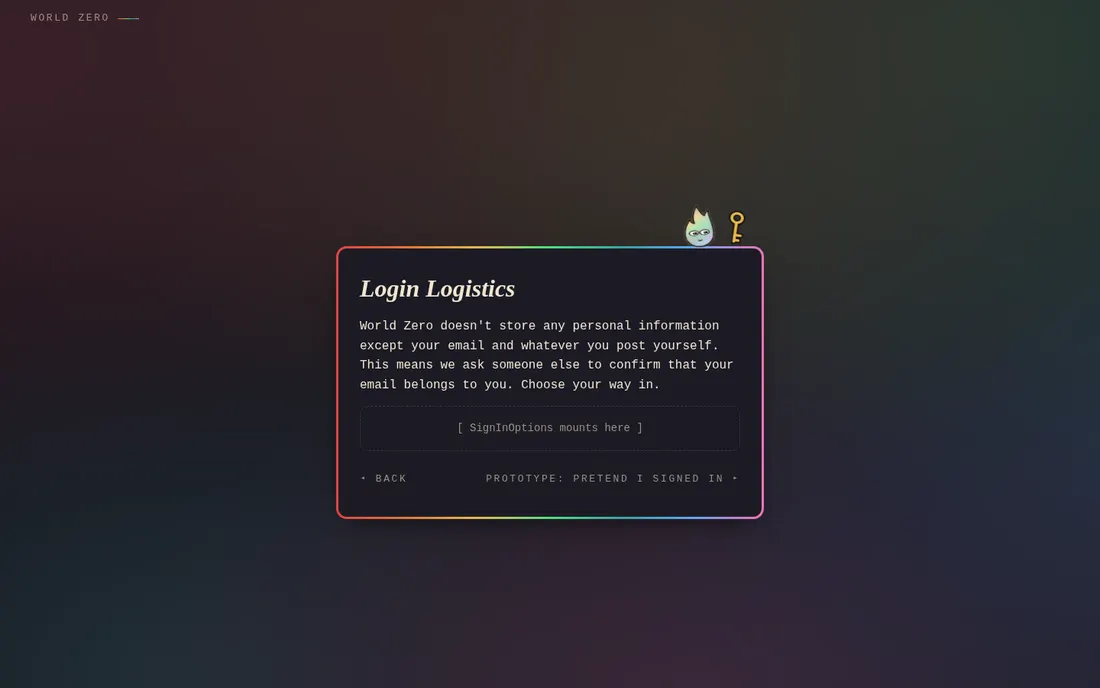 WORLD ZERO
Login Logistics
World Zero doesn't store any personal information
except your email and whatever you post yourself.
This means we ask someone else to confirm that your
email belongs to you. Choose your way in.
[ SignInOptions mounts here ]
◂ BACK
PROTOTYPE: PRETEND I SIGNED IN ▸